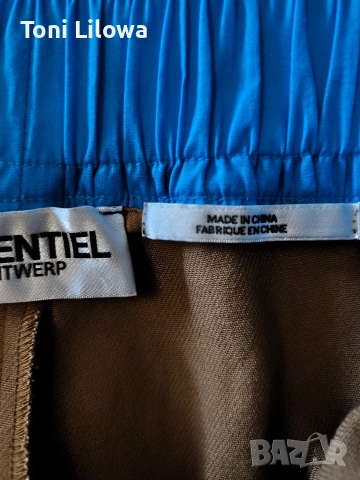 Toni Lilowa
ENTIEL
NTWERP
MADE IN CHINA
FABRIQUE EN CHINE
BAZAR